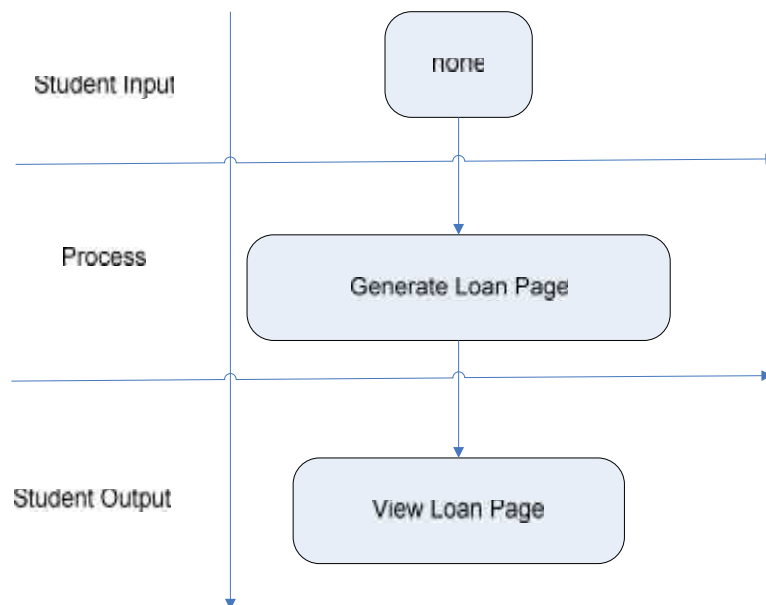 none
Student Input
Process
Generate Loan Page
Student Output
View Loan Page